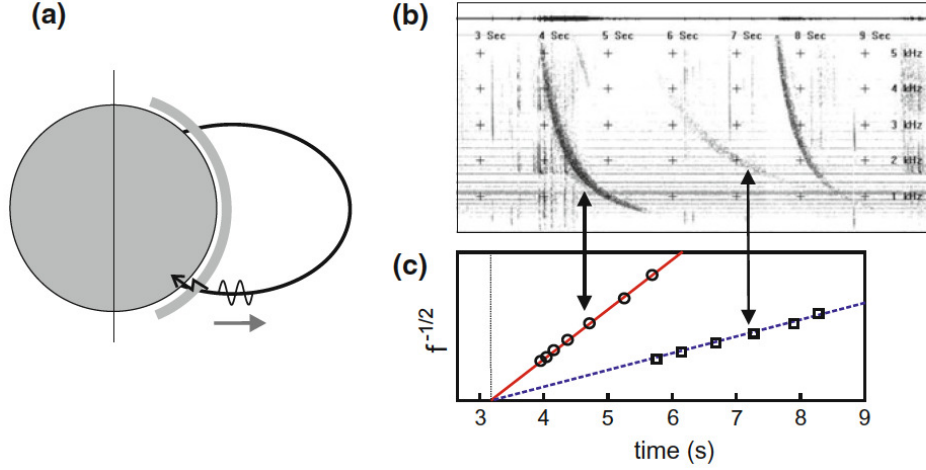 (a)
(b)
3 Sec 4 Sec 5 Sec 6 Sec 7 Sec 8 Sec 9 Sec
5 kHz
4 kHz
3 kHz
2 kHz
1 kHz
(c)
f^-1/2
3 4 5 6 7 8 9
time (s)